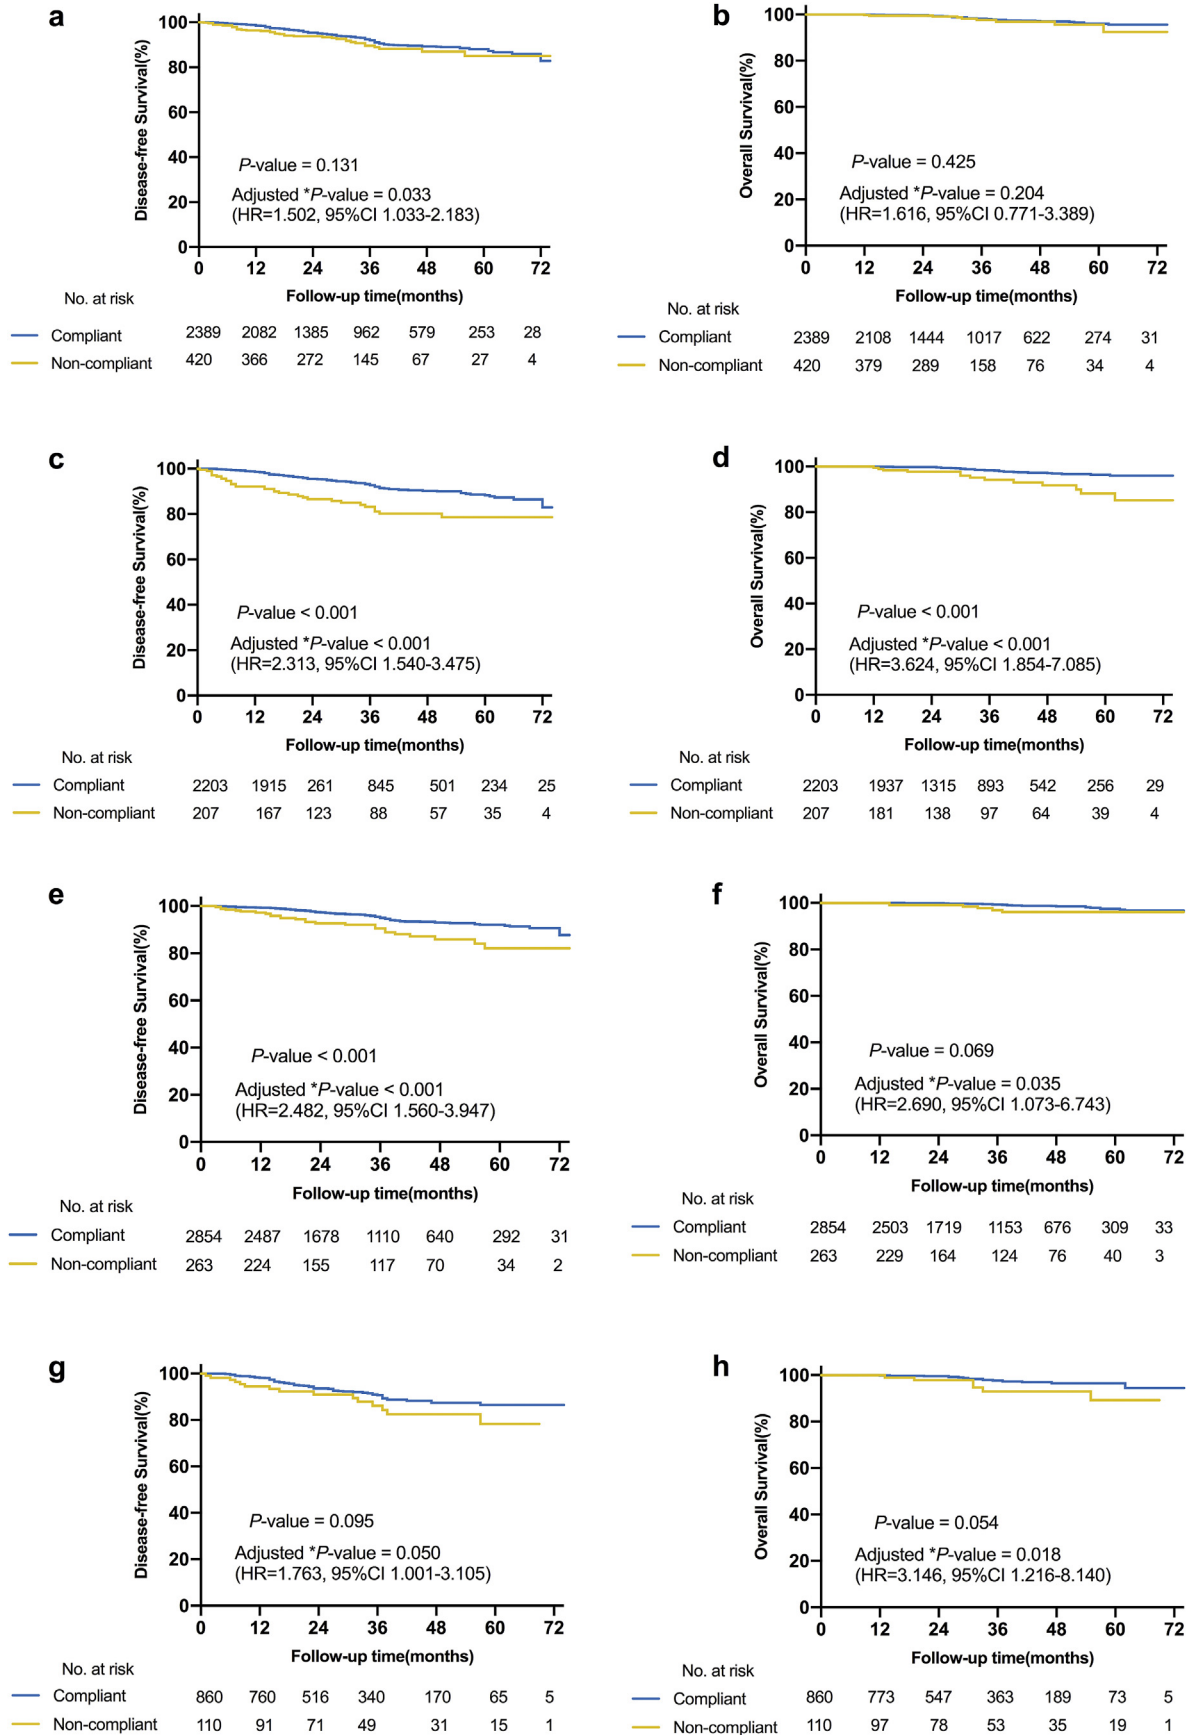 a
Disease-free Survival(%)
100
80
60
40
20
0
P-value = 0.131
Adjusted *P-value = 0.033
(HR=1.502, 95%CI 1.033-2.183)
0 12 24 36 48 60 72
Follow-up time(months)
No. at risk
Compliant 2389 2082 1385 962 579 253 28
Non-compliant 420 366 272 145 67 27 4
b
Overall Survival(%)
100
80
60
40
20
0
P-value = 0.425
Adjusted *P-value = 0.204
(HR=1.616, 95%CI 0.771-3.389)
0 12 24 36 48 60 72
Follow-up time(months)
No. at risk
Compliant 2389 2108 1444 1017 622 274 31
Non-compliant 420 379 289 158 76 34 4
c
Disease-free Survival(%)
100
80
60
40
20
0
P-value < 0.001
Adjusted *P-value < 0.001
(HR=2.313, 95%CI 1.540-3.475)
0 12 24 36 48 60 72
Follow-up time(months)
No. at risk
Compliant 2203 1915 261 845 501 234 25
Non-compliant 207 167 123 88 57 35 4
d
Overall Survival(%)
100
80
60
40
20
0
P-value < 0.001
Adjusted *P-value < 0.001
(HR=3.624, 95%CI 1.854-7.085)
0 12 24 36 48 60 72
Follow-up time(months)
No. at risk
Compliant 2203 1937 1315 893 542 256 29
Non-compliant 207 181 138 97 64 39 4
e
Disease-free Survival(%)
100
80
60
40
20
0
P-value < 0.001
Adjusted *P-value < 0.001
(HR=2.482, 95%CI 1.560-3.947)
0 12 24 36 48 60 72
Follow-up time(months)
No. at risk
Compliant 2854 2487 1678 1110 640 292 31
Non-compliant 263 224 155 117 70 34 2
f
Overall Survival(%)
100
80
60
40
20
0
P-value = 0.069
Adjusted *P-value = 0.035
(HR=2.690, 95%CI 1.073-6.743)
0 12 24 36 48 60 72
Follow-up time(months)
No. at risk
Compliant 2854 2503 1719 1153 676 309 33
Non-compliant 263 229 164 124 76 40 3
g
Disease-free Survival(%)
100
80
60
40
20
0
P-value = 0.095
Adjusted *P-value = 0.050
(HR=1.763, 95%CI 1.001-3.105)
0 12 24 36 48 60 72
Follow-up time(months)
No. at risk
Compliant 860 760 516 340 170 65 5
Non-compliant 110 91 71 49 31 15 1
h
Overall Survival(%)
100
80
60
40
20
0
P-value = 0.054
Adjusted *P-value = 0.018
(HR=3.146, 95%CI 1.216-8.140)
0 12 24 36 48 60 72
Follow-up time(months)
No. at risk
Compliant 860 773 547 363 189 73 5
Non-compliant 110 97 78 53 35 19 1